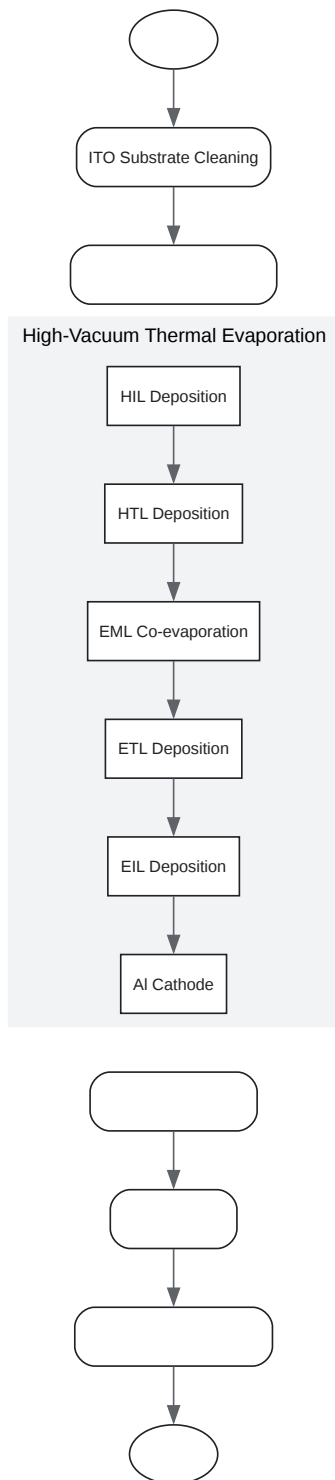 ITO Substrate Cleaning
High-Vacuum Thermal Evaporation
HIL Deposition
HTL Deposition
EML Co-evaporation
ETL Deposition
EIL Deposition
Al Cathode